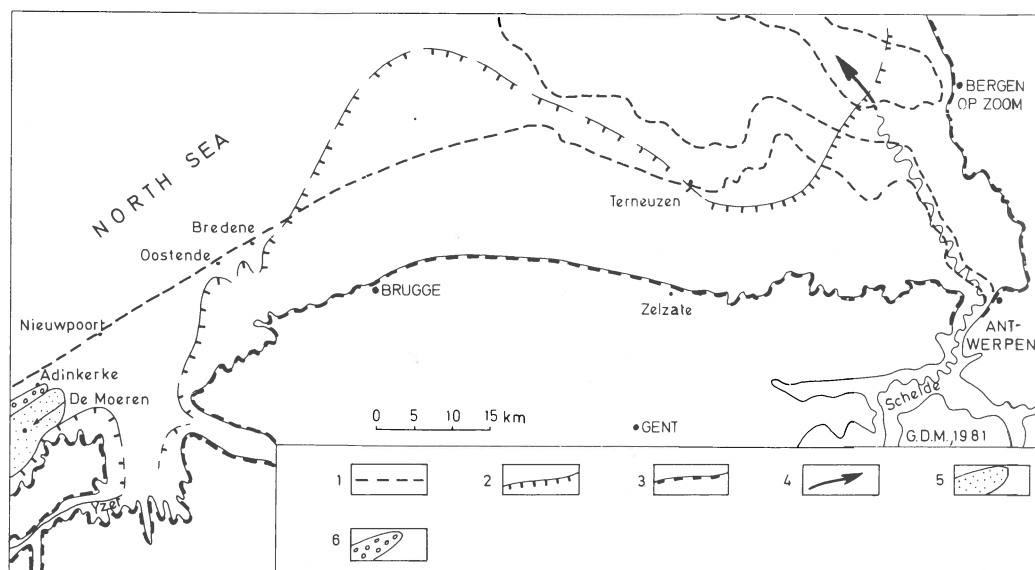 BERGEN
OP ZOOM
NORTH SEA
Terneuzen
Bredene
Oostende
BRUGGE
Zelzate
Nieuwpoort
ANT-
WERPEN
Adinkerke
De Moeren
Schelde
0 5 10 15 km
GENT
G.D.M., 1981
Yzer
1 2 3 4 5
6